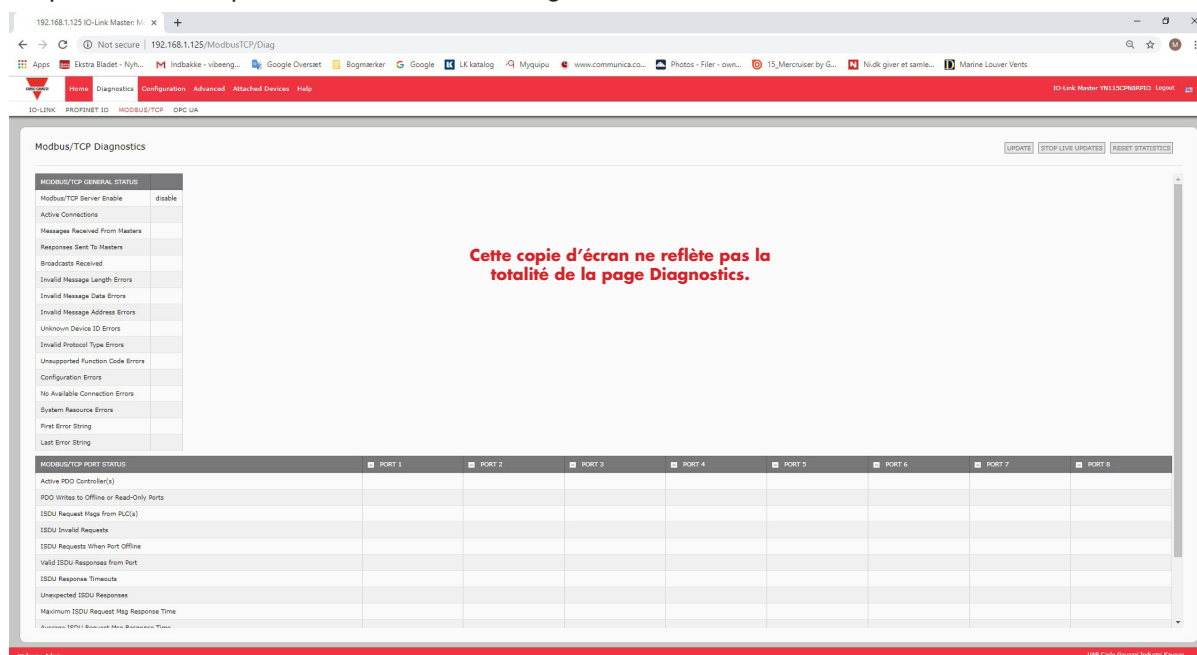 192.168.1.125 IO-Link Master: M
Not secure | 192.168.1.125/ModbusTCP/Diag
Apps Ekstra Bladet - Nyh... Indbakke - vibeeng... Google Oversæt Bogmærker Google LK katalog Myquipu www.communica.co... Photos - Filer - own... 15_Mercruiser by G... Ni.dk giver et samle... Marine Louver Vents
Home Diagnostics Configuration Advanced Attached Devices Help Logout
IO-LINK PROFINET IO MODBUS/TCP OPC UA
Modbus/TCP Diagnostics UPDATE STOP LIVE UPDATES RESET STATISTICS
MODBUS/TCP GENERAL STATUS
Modbus/TCP Server Enable disable
Active Connections
Messages Received From Masters
Responses Sent To Masters
Broadcasts Received
Invalid Message Length Errors
Invalid Message Data Errors
Invalid Message Address Errors
Unknown Device ID Errors
Invalid Protocol Type Errors
Unsupported Function Code Errors
Configuration Errors
No Available Connection Errors
System Resource Errors
First Error String
Last Error String
Cette copie d'écran ne reflète pas la
totalité de la page Diagnostics.
MODBUS/TCP PORT STATUS PORT 1 PORT 2 PORT 3 PORT 4 PORT 5 PORT 6 PORT 7 PORT 8
Active PDO Controller(s)
PDO Writes to Offline or Read-Only Ports
ISDU Request Msgs from PLC(s)
ISDU Invalid Requests
ISDU Requests When Port Offline
Valid ISDU Responses from Port
ISDU Response Timeouts
Unexpected ISDU Responses
Maximum ISDU Request Msg Response Time
Average ISDU Request Msg Response Time